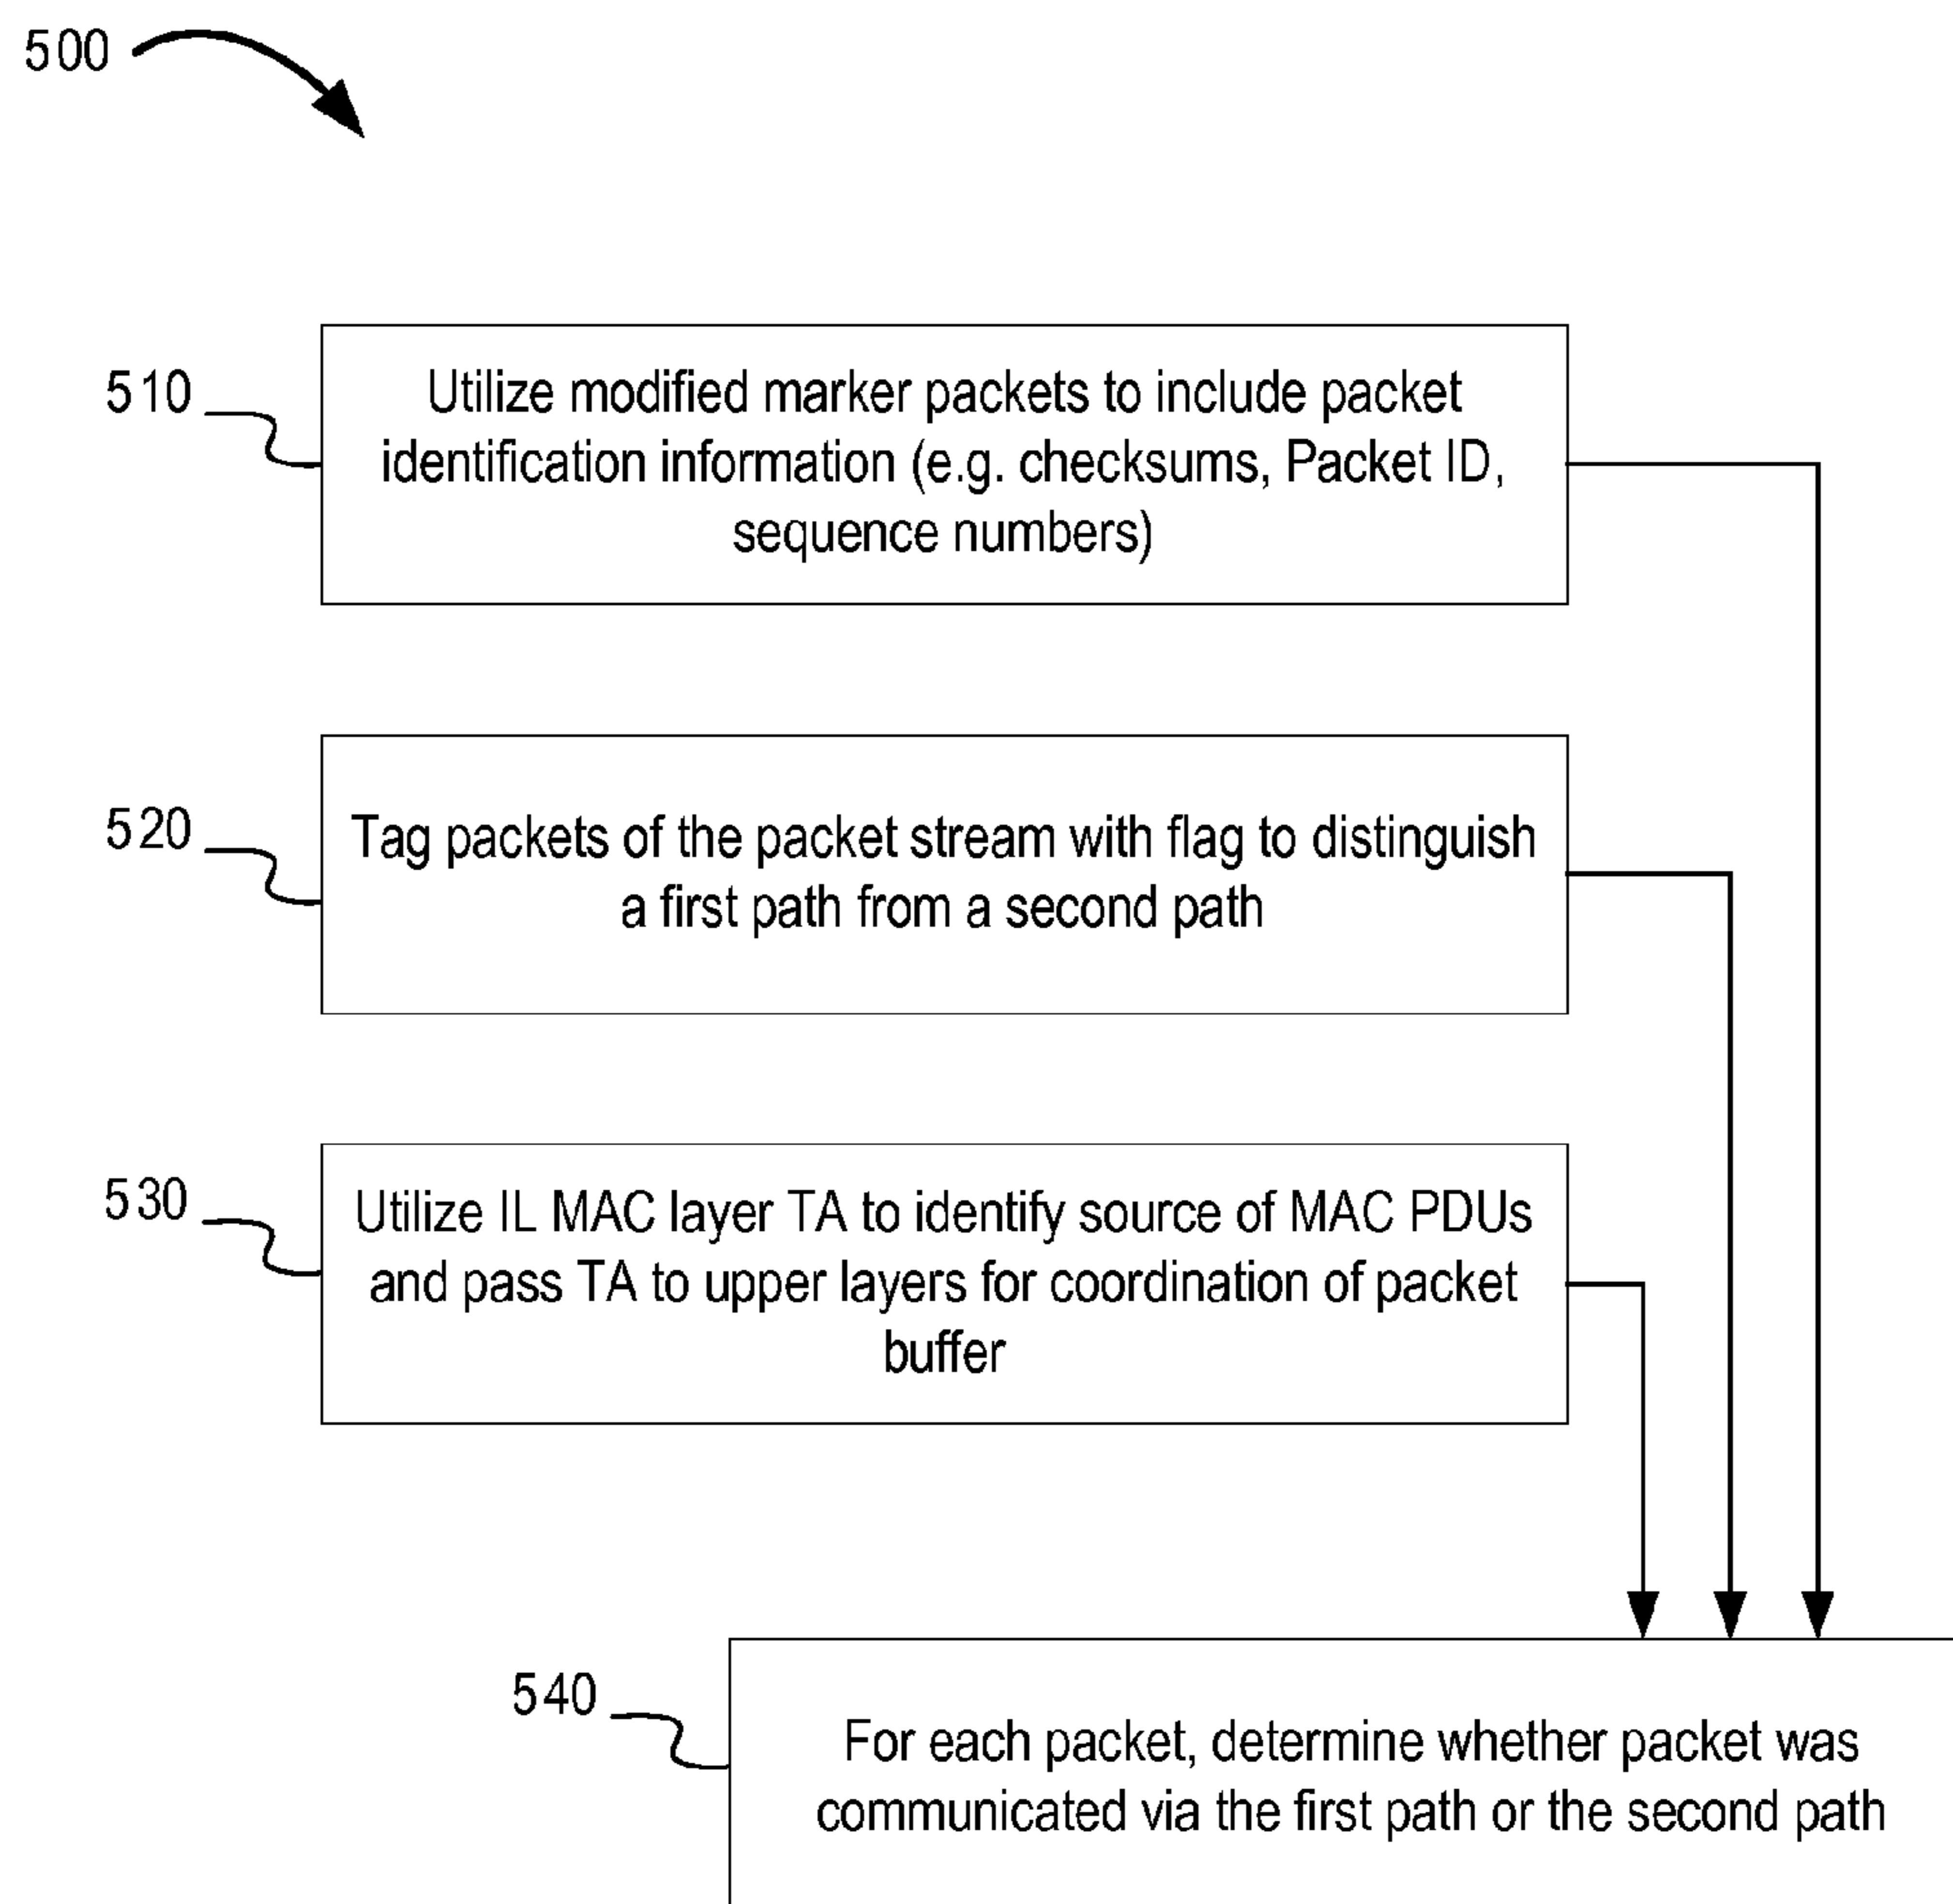 500
510
Utilize modified marker packets to include packet
identification information (e.g. checksums, Packet ID,
sequence numbers)
520
Tag packets of the packet stream with flag to distinguish
a first path from a second path
530
Utilize IL MAC layer TA to identify source of MAC PDUs
and pass TA to upper layers for coordination of packet
buffer
540
For each packet, determine whether packet was
communicated via the first path or the second path